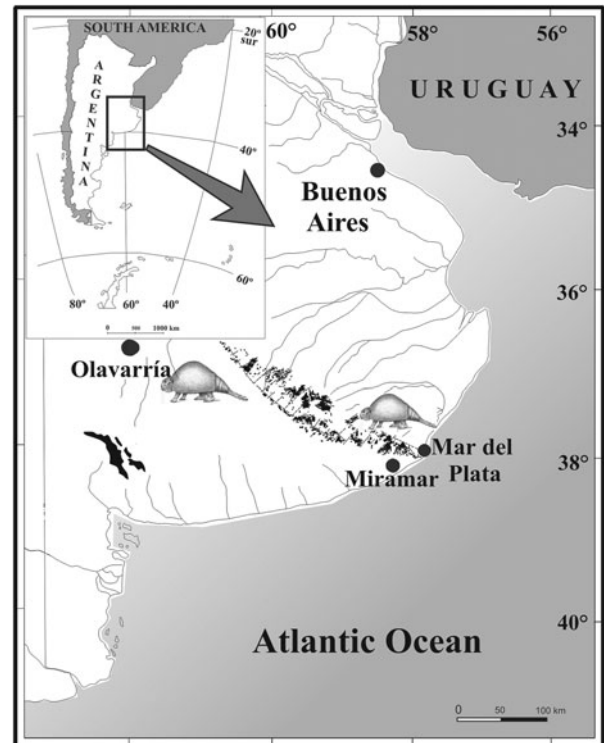 SOUTH AMERICA
20°
sur
ARGENTINA
40°
60°
80° 60° 40°
0 500 1000 km
60° 58° 56°
URUGUAY
34°
Buenos
Aires
36°
Olavarría
Mar del
Plata
Miramar
38°
40°
Atlantic Ocean
0 50 100 km